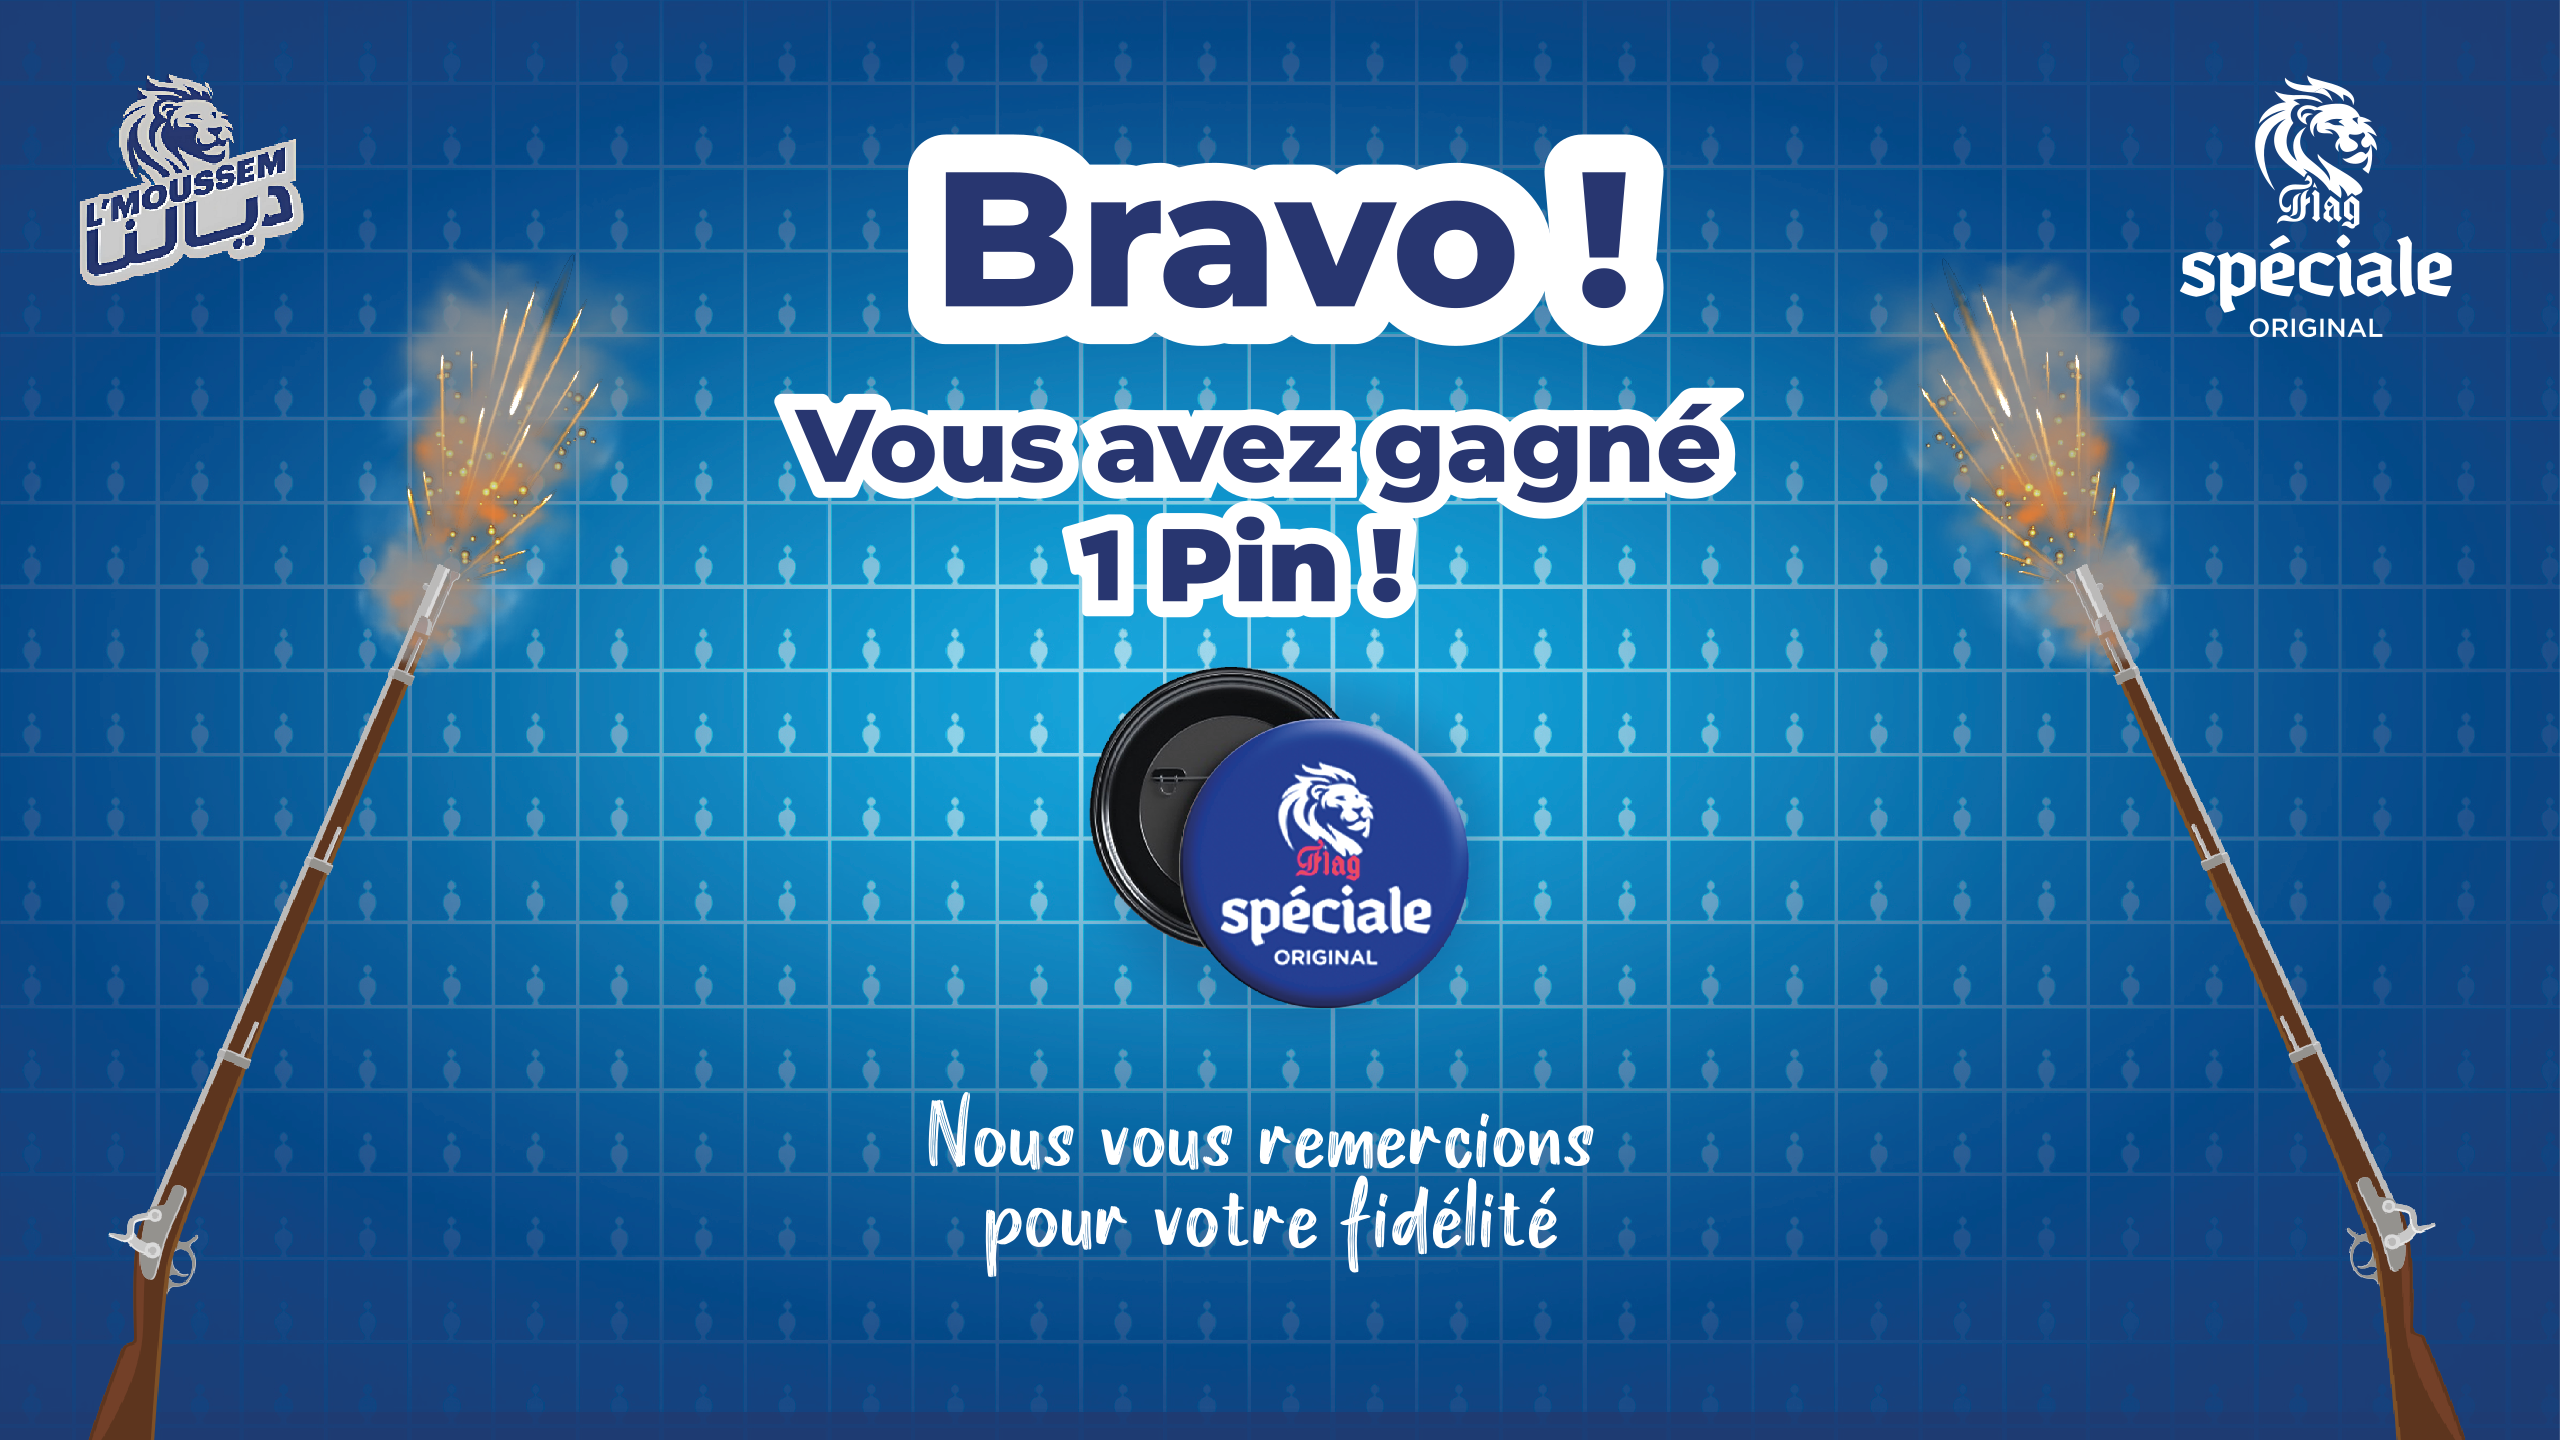 L'MOUSSEM
ديالنا
Flag
spéciale
ORIGINAL
Bravo !
Vous avez gagné
1 Pin !
Flag
spéciale
ORIGINAL
Nous vous remercions
pour votre fidélité